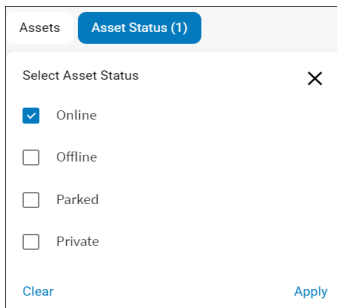 Assets Asset Status (1)
Select Asset Status
Online
Offline
Parked
Private
Clear Apply